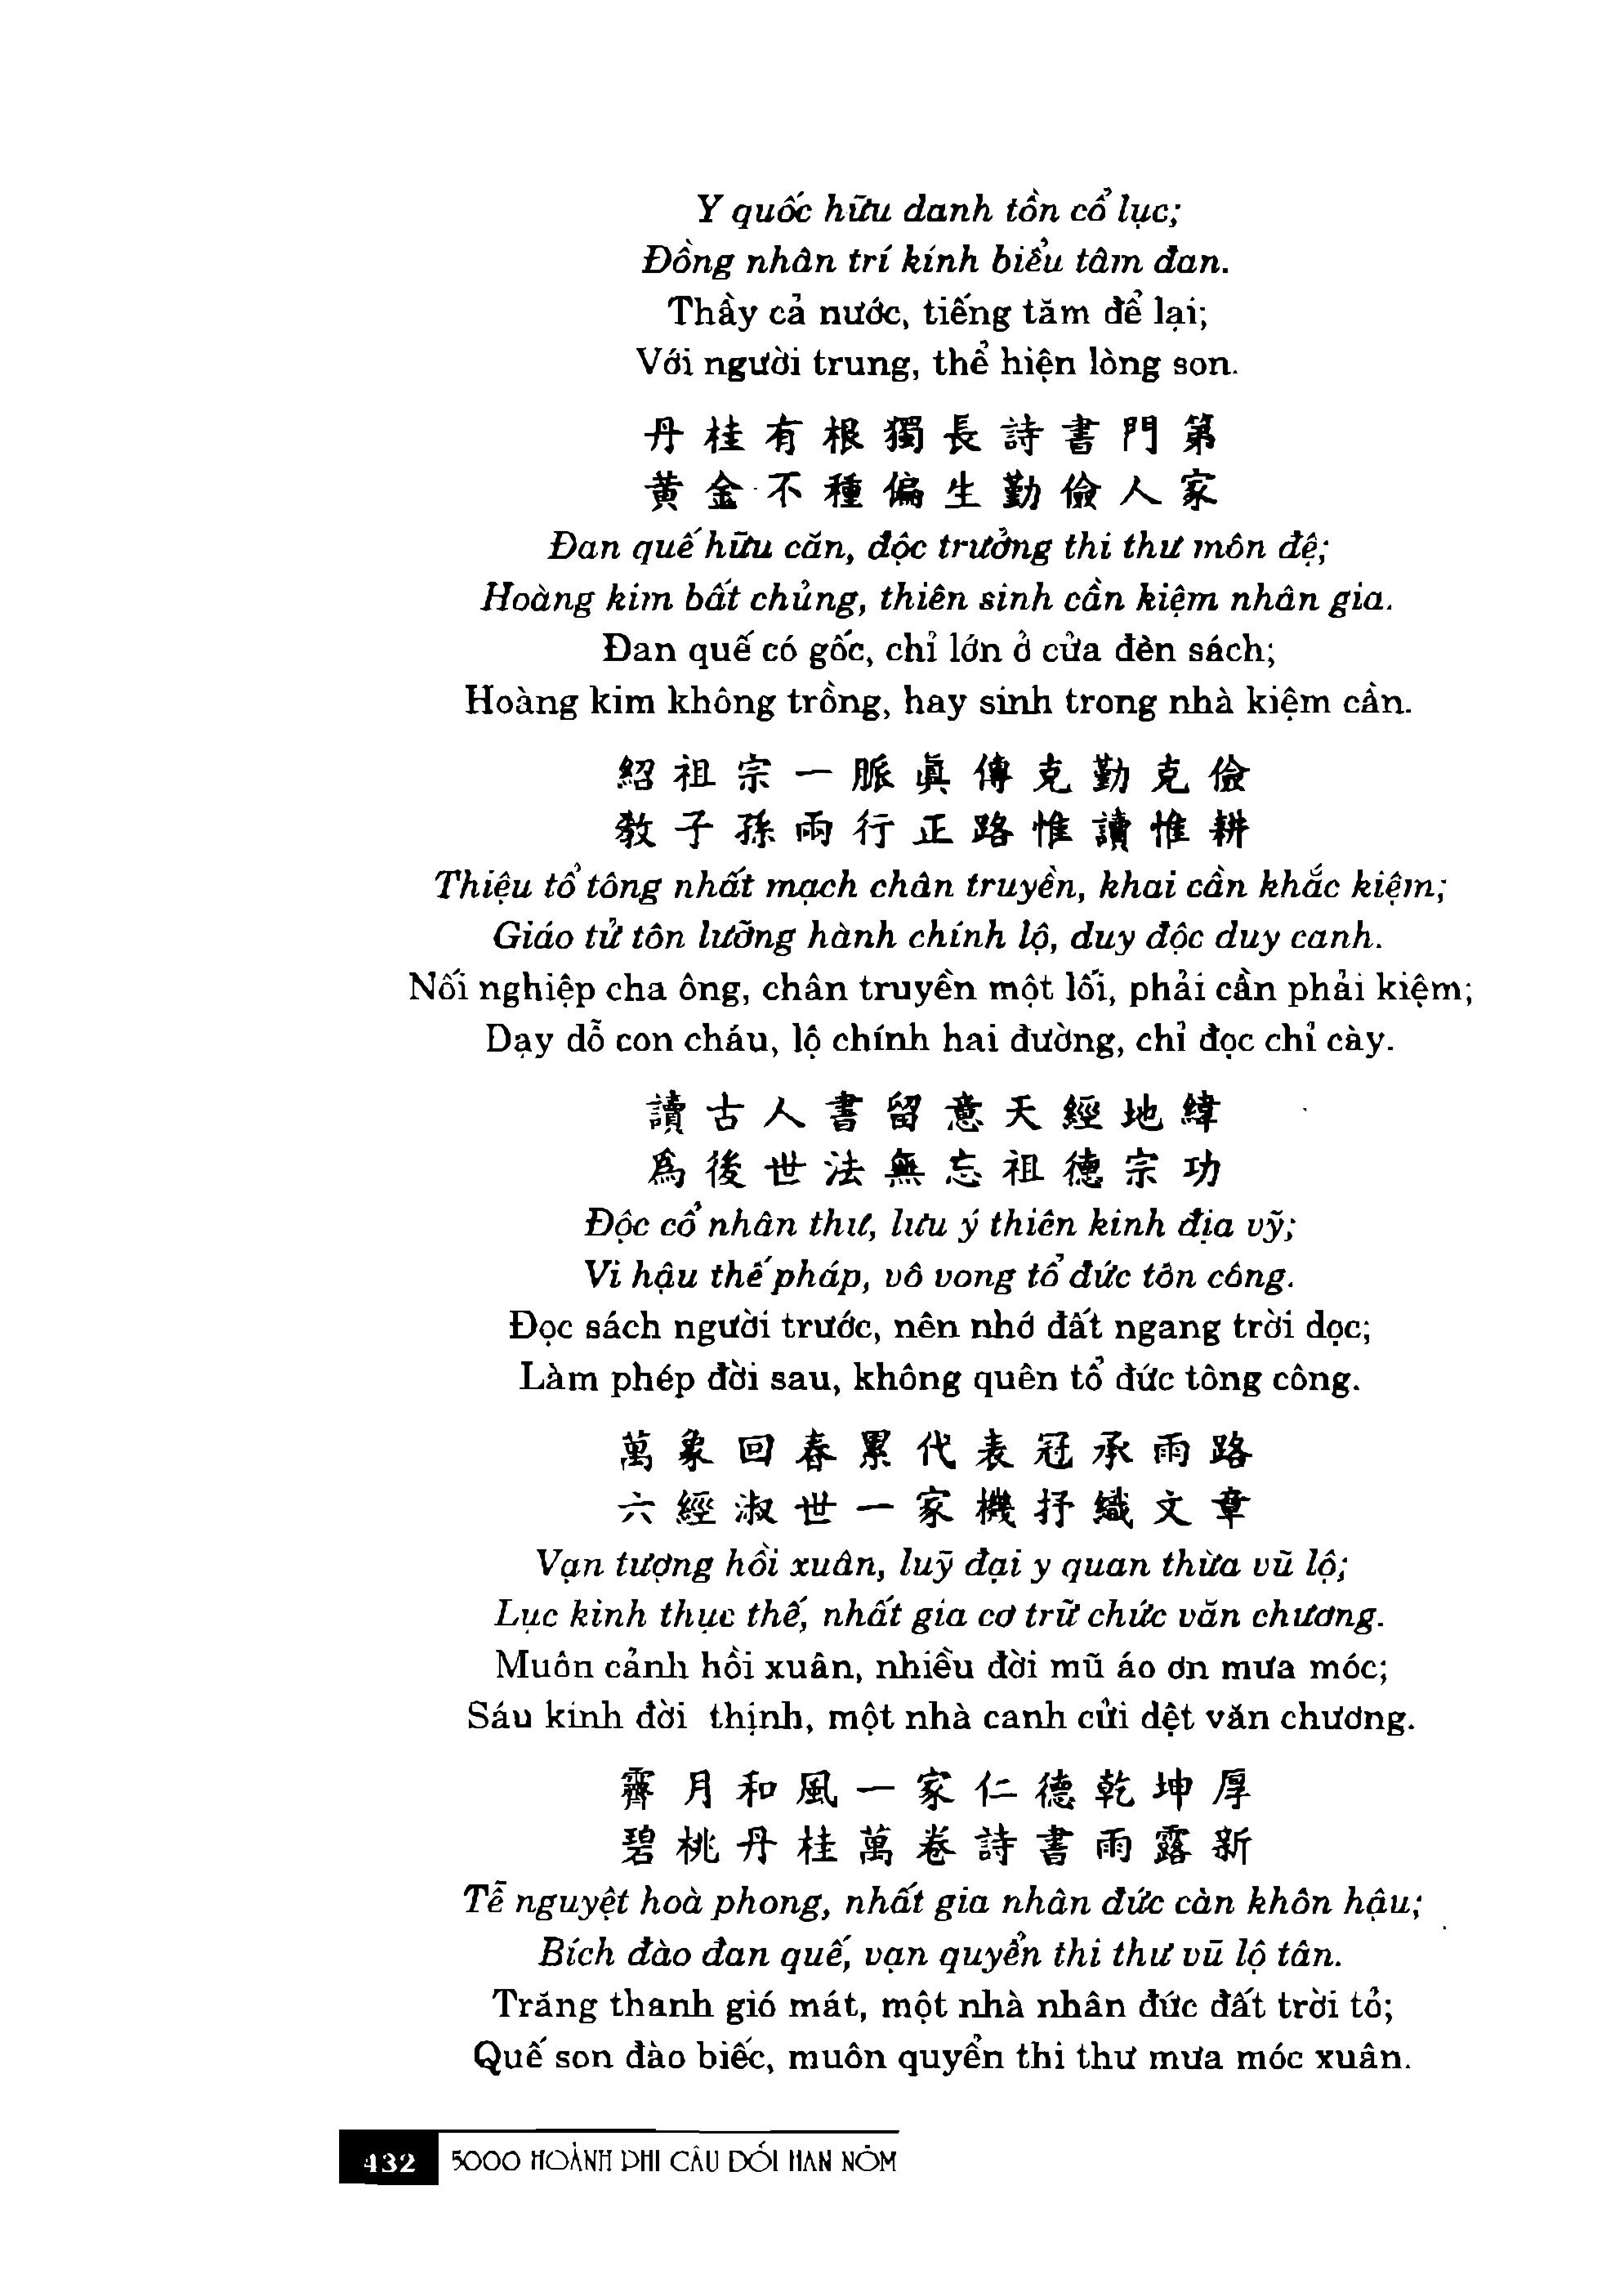 Y quốc hữu danh tồn cổ lục;
Đồng nhân trí kính biểu tâm đan.
Thầy cả nước, tiếng tăm để lại;
Với người trung, thể hiện lòng son.
丹桂有根獨長詩書門第
黃金不種偏生勤儉人家
Đan quế hữu căn, độc trưởng thi thư môn đệ;
Hoàng kim bất chủng, thiên sinh cần kiệm nhân gia.
Đan quế có gốc, chỉ lớn ở cửa đèn sách;
Hoàng kim không trồng, hay sinh trong nhà kiệm cần.
紹祖宗一脈眞傳克勤克儉
教子孫兩行正路惟讀惟耕
Thiệu tổ tông nhất mạch chân truyền, khai cần khắc kiệm;
Giáo tử tôn lưỡng hành chính lộ, duy độc duy canh.
Nối nghiệp cha ông, chân truyền một lối, phải cần phải kiệm;
Dạy dỗ con cháu, lộ chính hai đường, chỉ đọc chỉ cày.
讀古人書留意天經地緯
爲後世法無忘祖德宗功
Độc cổ nhân thư, lưu ý thiên kinh địa vỹ;
Vi hậu thế pháp, vô vong tổ đức tôn công.
Đọc sách người trước, nên nhớ đất ngang trời dọc;
Làm phép đời sau, không quên tổ đức tông công.
萬象回春累代表冠承雨路
六經淑世一家機抒織文章
Vạn tượng hồi xuân, luỹ đại y quan thừa vũ lộ;
Lục kinh thục thế, nhất gia cơ trữ chức văn chương.
Muôn cảnh hồi xuân, nhiều đời mũ áo ơn mưa móc;
Sáu kinh đời thịnh, một nhà canh cửi dệt văn chương.
霽月和風一家仁德乾坤厚
碧桃丹桂萬卷詩書雨露新
Tễ nguyệt hoà phong, nhất gia nhân đức càn khôn hậu;
Bích đào đan quế, vạn quyển thi thư vũ lộ tân.
Trăng thanh gió mát, một nhà nhân đức đất trời tỏ;
Quế son đào biếc, muôn quyển thi thư mưa móc xuân.
432 5000 HOÀNH PHI CÂU ĐỐI HÁN NÔM